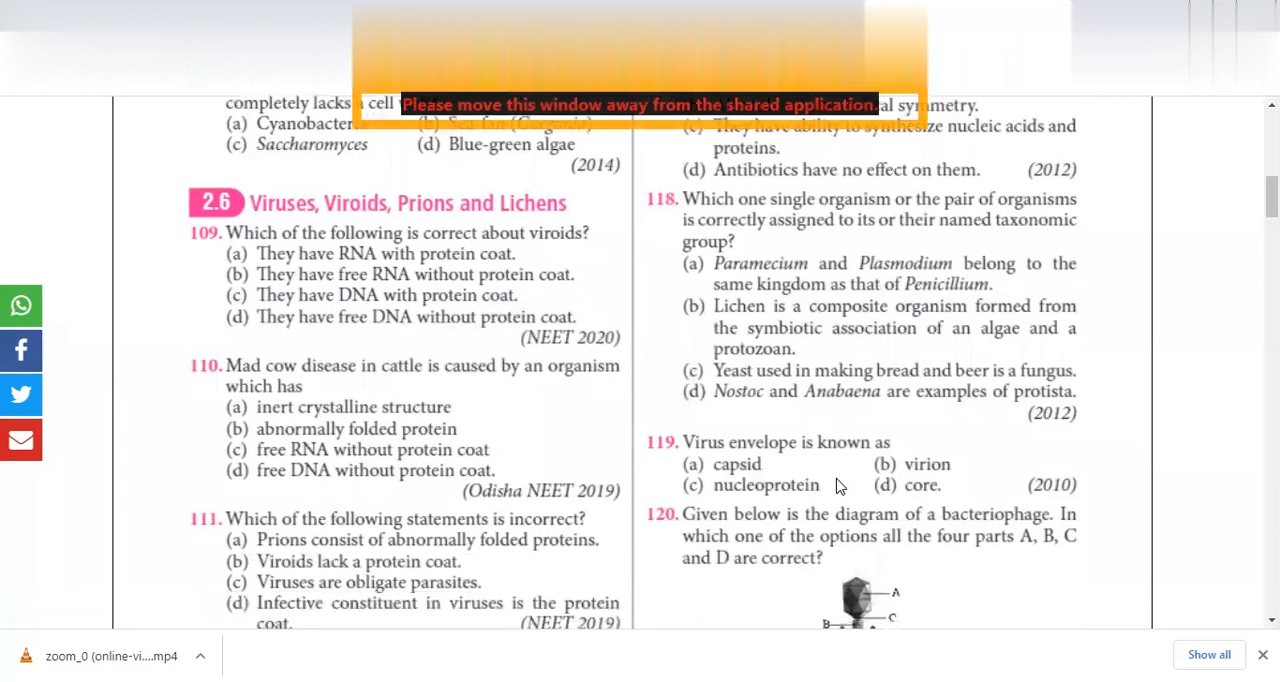 Please move this window away from the shared application.
completely lacks a cell
(a) Cyanobacteria
(b) Sea fan (Gorgonia)
(c) Saccharomyces (d) Blue-green algae
(2014)
2.6 Viruses, Viroids, Prions and Lichens
109. Which of the following is correct about viroids?
(a) They have RNA with protein coat.
(b) They have free RNA without protein coat.
(c) They have DNA with protein coat.
(d) They have free DNA without protein coat.
(NEET 2020)
110. Mad cow disease in cattle is caused by an organism
which has
(a) inert crystalline structure
(b) abnormally folded protein
(c) free RNA without protein coat
(d) free DNA without protein coat.
(Odisha NEET 2019)
111. Which of the following statements is incorrect?
(a) Prions consist of abnormally folded proteins.
(b) Viroids lack a protein coat.
(c) Viruses are obligate parasites.
(d) Infective constituent in viruses is the protein
coat. (NEET 2019)
symmetry.
(c) They have ability to synthesize nucleic acids and
proteins.
(d) Antibiotics have no effect on them. (2012)
118. Which one single organism or the pair of organisms
is correctly assigned to its or their named taxonomic
group?
(a) Paramecium and Plasmodium belong to the
same kingdom as that of Penicillium.
(b) Lichen is a composite organism formed from
the symbiotic association of an algae and a
protozoan.
(c) Yeast used in making bread and beer is a fungus.
(d) Nostoc and Anabaena are examples of protista.
(2012)
119. Virus envelope is known as
(a) capsid (b) virion
(c) nucleoprotein (d) core. (2010)
120. Given below is the diagram of a bacteriophage. In
which one of the options all the four parts A, B, C
and D are correct?
A
C
B
zoom_0 (online-vi....mp4
Show all